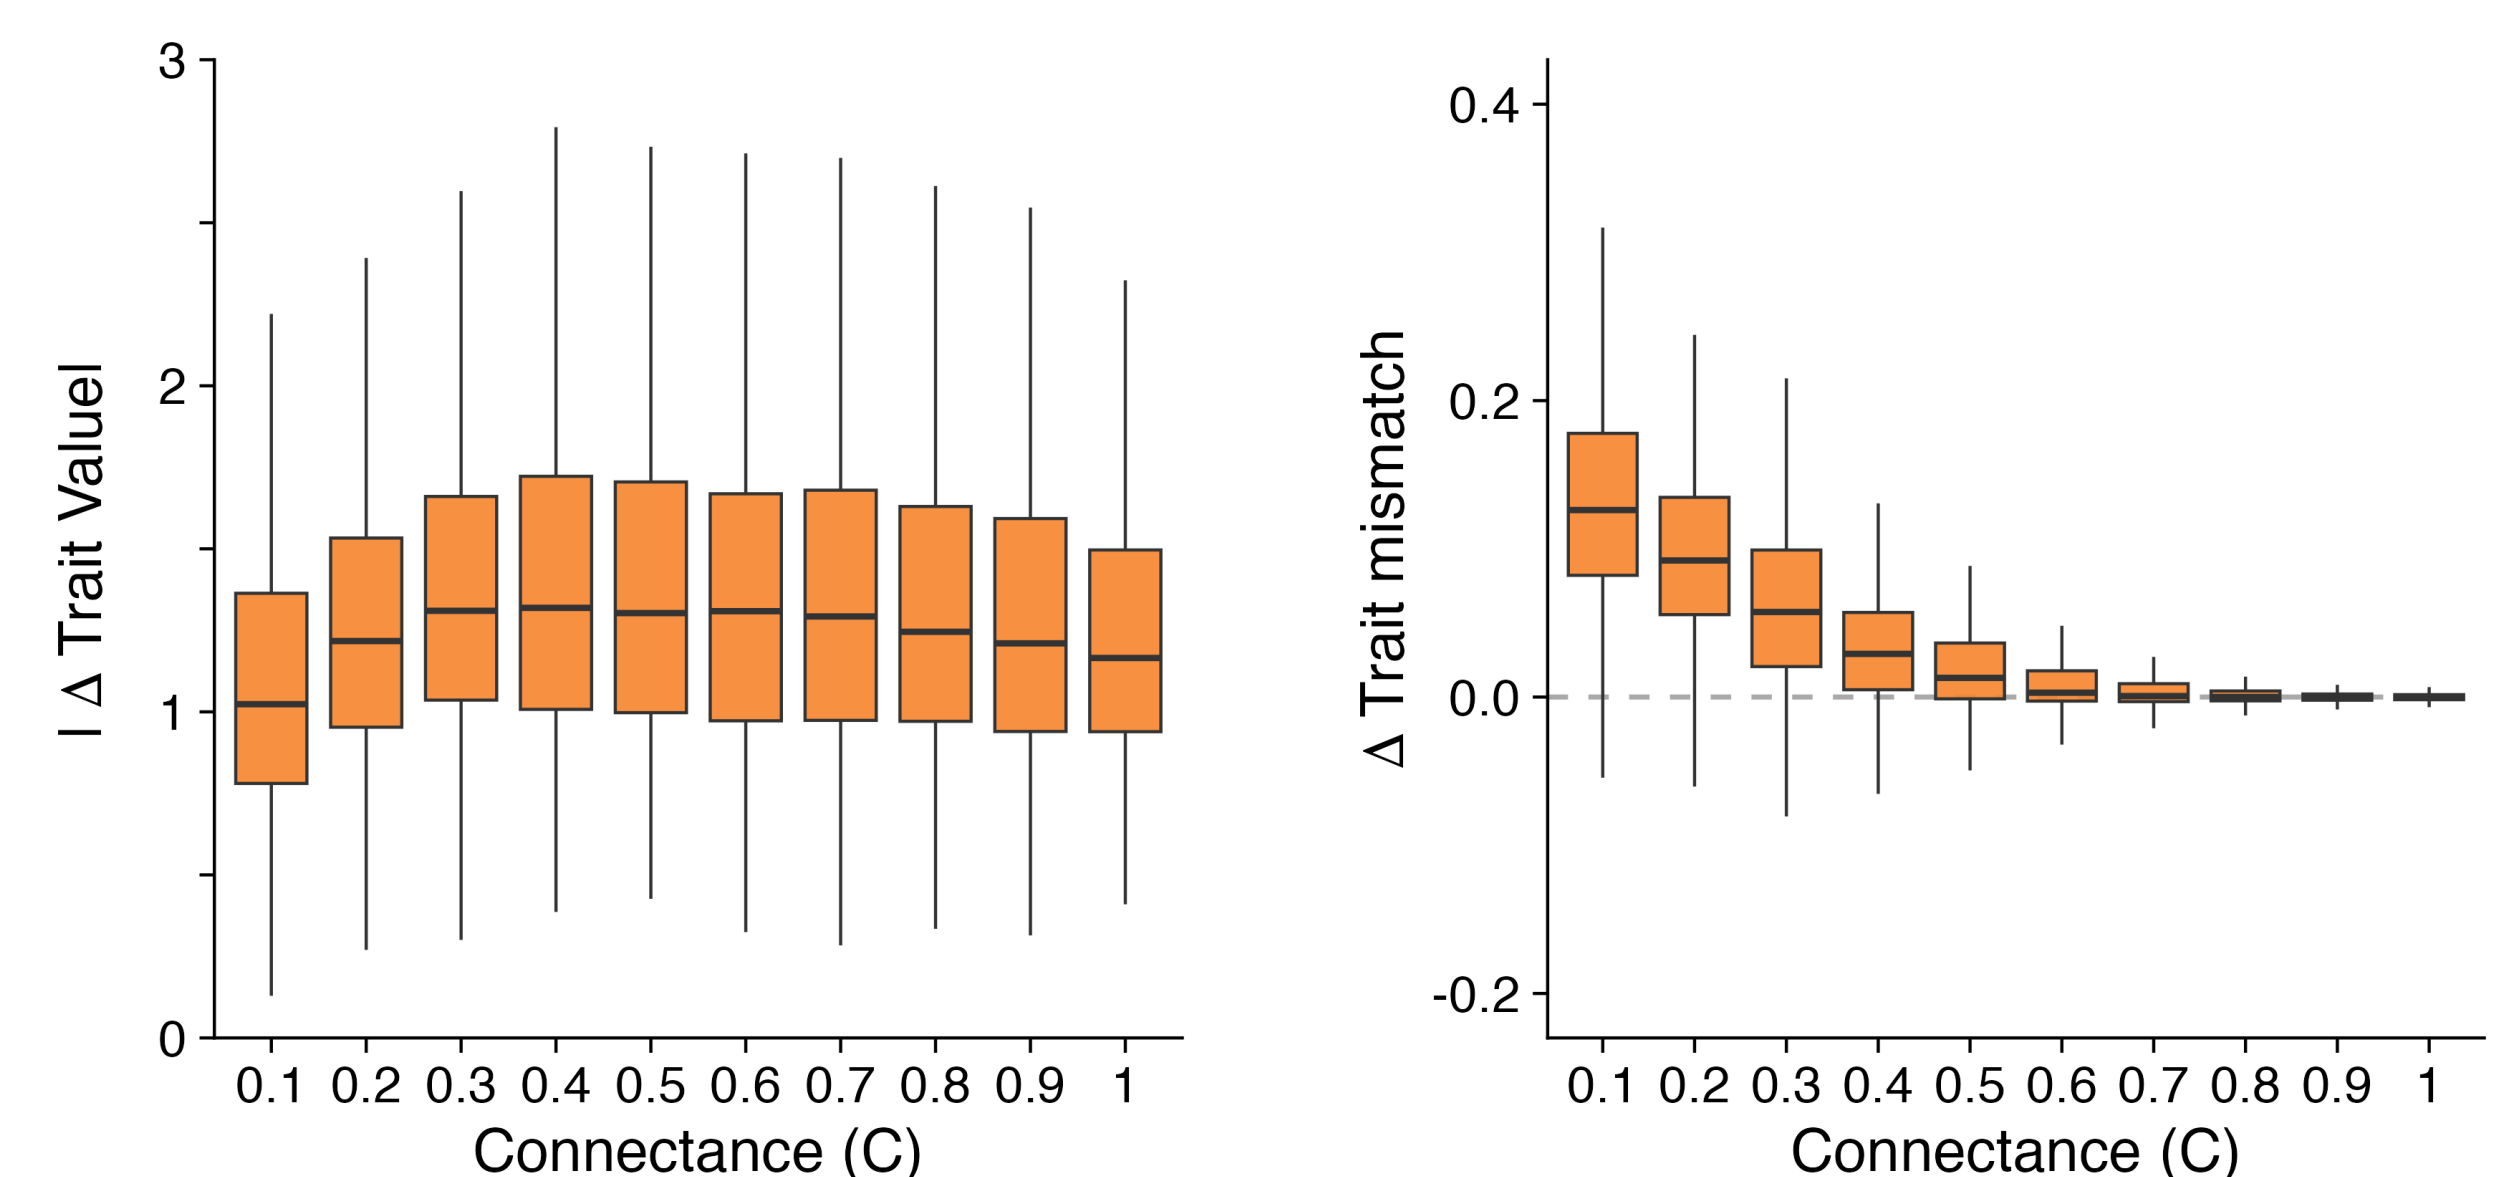 I Δ Trait ValueI
3
2
1
0
0.1 0.2 0.3 0.4 0.5 0.6 0.7 0.8 0.9 1
Connectance (C)
Δ Trait mismatch
0.4
0.2
0.0
-0.2
0.1 0.2 0.3 0.4 0.5 0.6 0.7 0.8 0.9 1
Connectance (C)